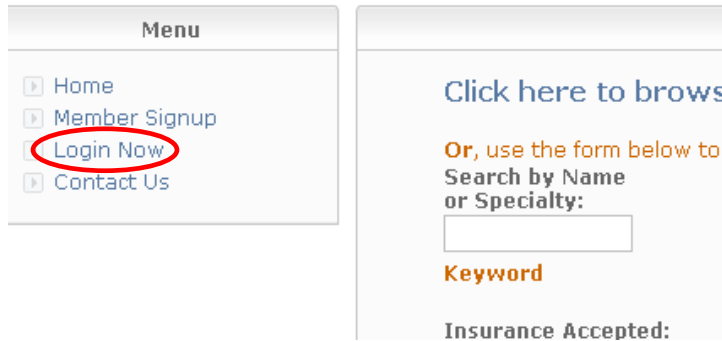 Menu
Home
Member Signup
Login Now
Contact Us
Click here to brows
Or, use the form below to
Search by Name
or Specialty:
Keyword
Insurance Accepted: